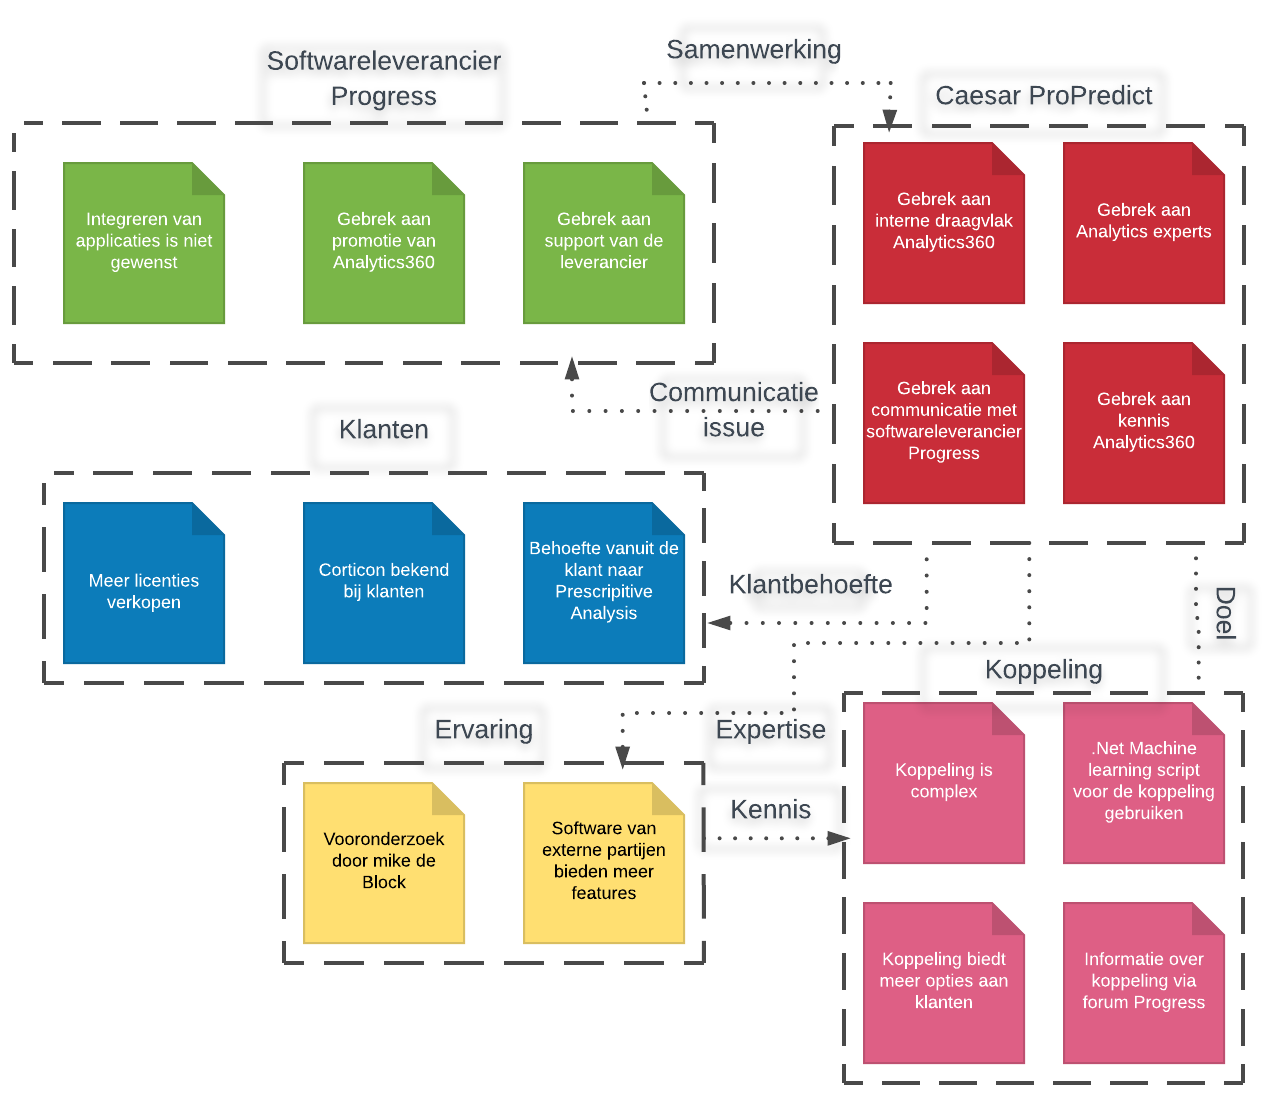 Softwareleverancier
Progress
Samenwerking
Caesar ProPredict
Integreren van
applicaties is niet
gewenst
Gebrek aan
promotie van
Analytics360
Gebrek aan
support van de
leverancier
Gebrek aan
interne draagvlak
Analytics360
Gebrek aan
Analytics experts
Gebrek aan
communicatie met
softwareleverancier
Progress
Gebrek aan
kennis
Analytics360
Communicatie
issue
Klanten
Meer licenties
verkopen
Corticon bekend
bij klanten
Behoefte vanuit de
klant naar
Prescripitive
Analysis
Klantbehoefte
Doel
Koppeling
Ervaring
Expertise
Kennis
Vooronderzoek
door mike de
Block
Software van
externe partijen
bieden meer
features
Koppeling is
complex
.Net Machine
learning script
voor de koppeling
gebruiken
Koppeling biedt
meer opties aan
klanten
Informatie over
koppeling via
forum Progress